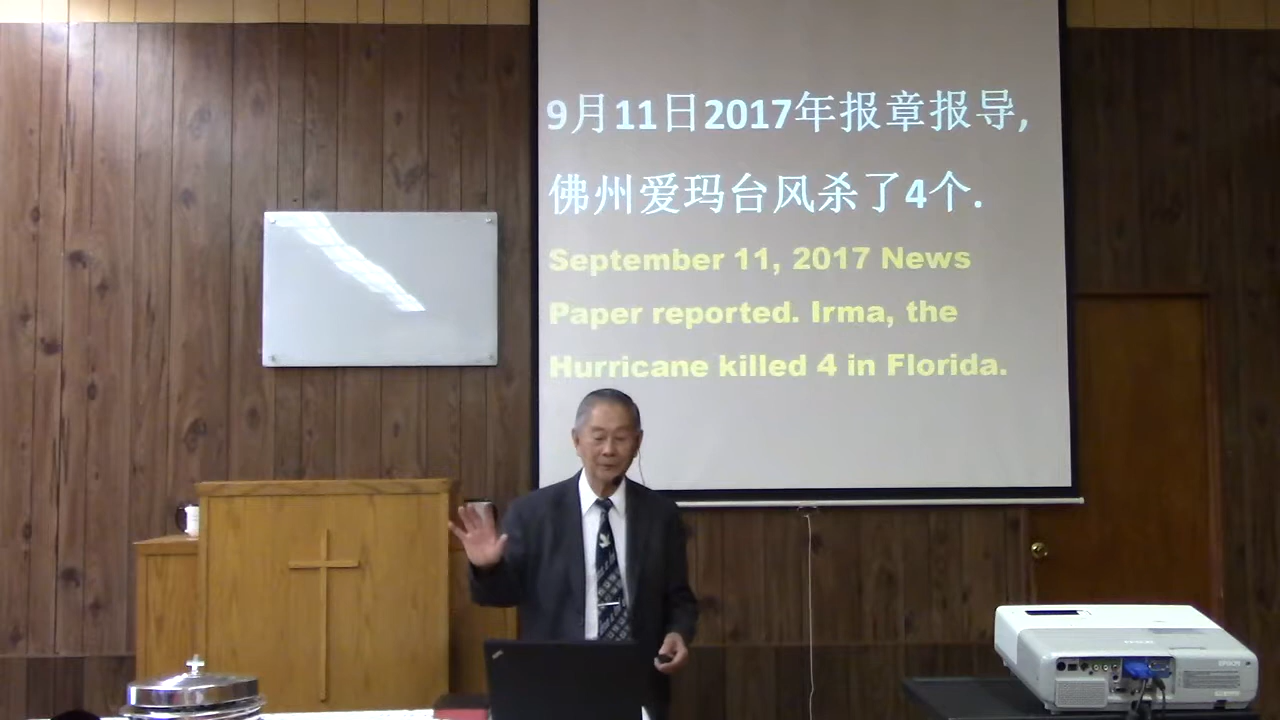 9月11日2017年报章报导,
佛州爱玛台风杀了4个.
September 11, 2017 News
Paper reported. Irma, the
Hurricane killed 4 in Florida.
EPSON